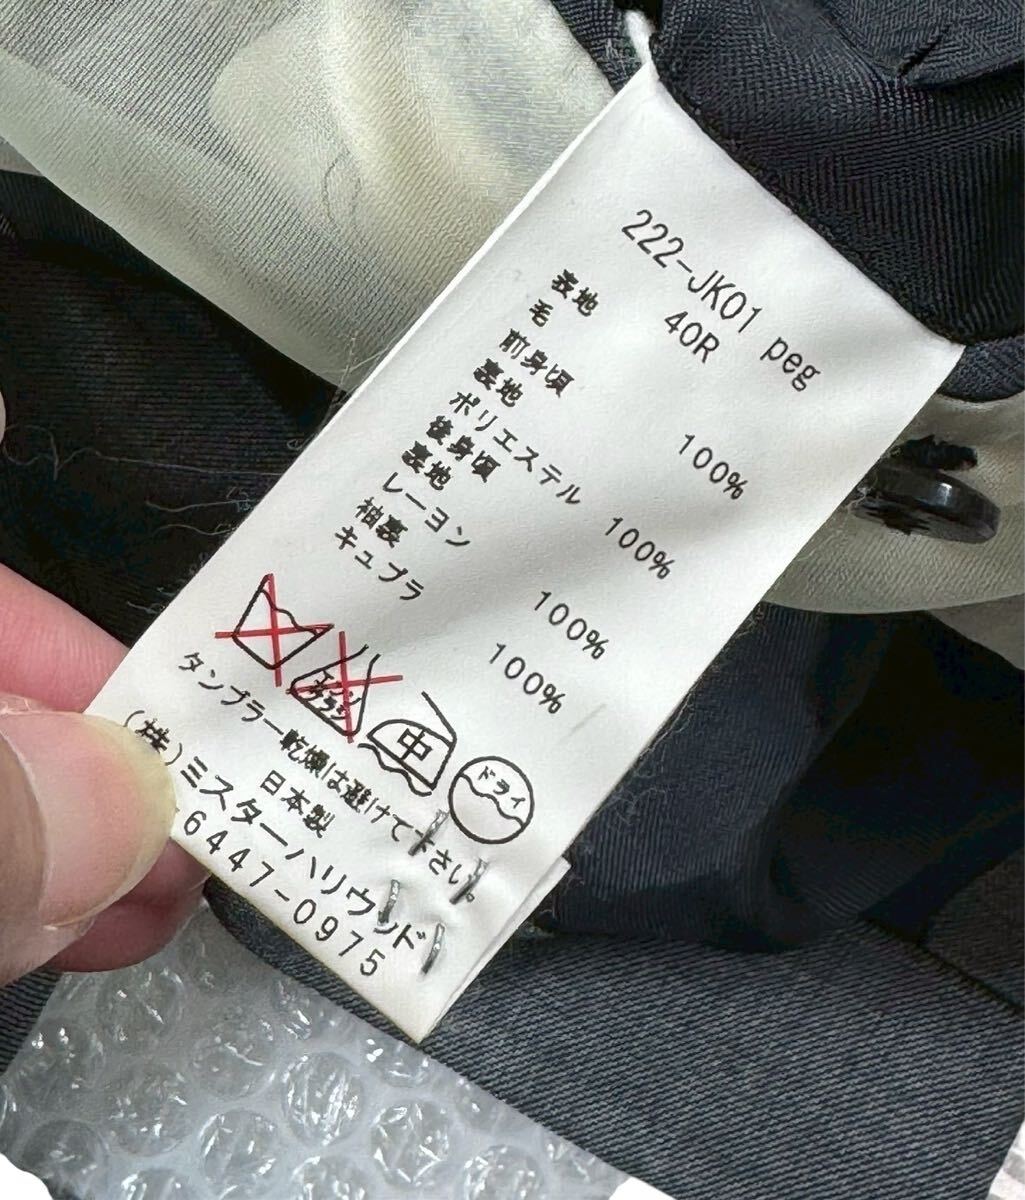 222-JK01 peg
40R
表地
毛 100%
前身頃
裏地
ポリエステル 100%
後身頃
裏地
レーヨン 100%
袖裏
キュプラ 100%
エンソ
サラシ
中
ドライ
タンブラー乾燥は避けて下さい。
日本製
(株)ミスターハリウッド
6447-0975